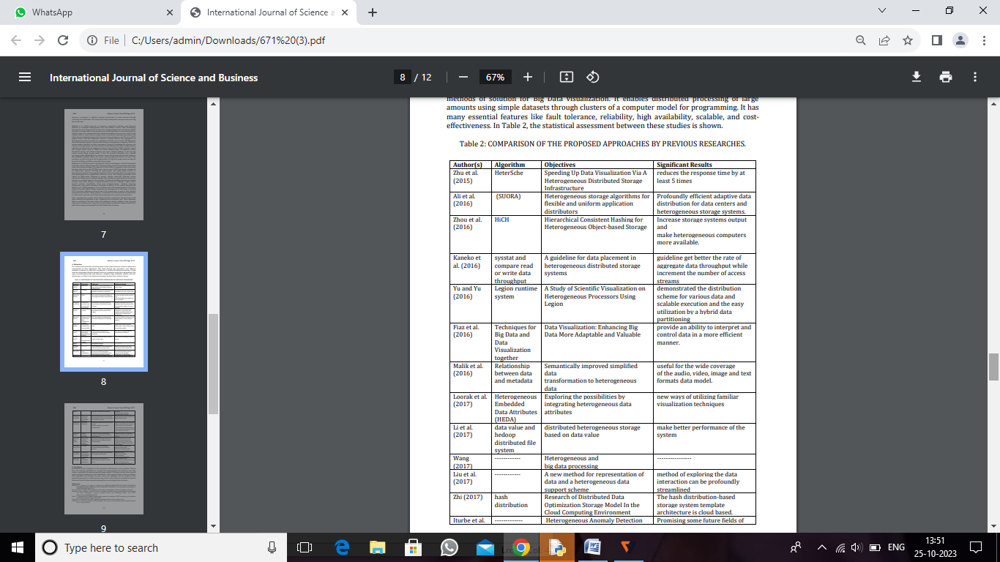 WhatsApp
International Journal of Science a
File C:/Users/admin/Downloads/671%20(3).pdf
International Journal of Science and Business
8 / 12
67%
7
8
9
methods or solution for Big Data Visualization. It enables distributed processing of large
amounts using simple datasets through clusters of a computer model for programming. It has
many essential features like fault tolerance, reliability, high availability, scalable, and cost-
effectiveness. In Table 2, the statistical assessment between these studies is shown.
Table 2: COMPARISON OF THE PROPOSED APPROACHES BY PREVIOUS RESEARCHES.
Author(s) Algorithm Objectives Significant Results
Zhu et al. HeterSche Speeding Up Data Visualization Via A reduces the response time by at
(2015) Heterogeneous Distributed Storage least 5 times
Infrastructure
Ali et al. (SUORA) Heterogeneous storage algorithms for Profoundly efficient adaptive data
(2016) flexible and uniform application distribution for data centers and
distributors heterogeneous storage systems.
Zhou et al. HiCH Hierarchical Consistent Hashing for Increase storage systems output
(2016) Heterogeneous Object-based Storage and
make heterogeneous computers
more available.
Kaneko et sysstat and A guideline for data placement in guideline get better the rate of
al. (2016) compare read heterogeneous distributed storage aggregate data throughput while
or write data systems increment the number of access
throughput streams
Yu and Yu Legion runtime A Study of Scientific Visualization on demonstrated the distribution
(2016) system Heterogeneous Processors Using scheme for various data and
Legion scalable execution and the easy
utilization by a hybrid data
partitioning
Fiaz et al. Techniques for Data Visualization: Enhancing Big provide an ability to interpret and
(2016) Big Data and Data More Adaptable and Valuable control data in a more efficient
Data manner.
Visualization
together
Malik et al. Relationship Semantically improved simplified useful for the wide coverage
(2016) between data data of the audio, video, image and text
and metadata transformation to heterogeneous formats data model.
data
Loorak et al. Heterogeneous Exploring the possibilities by new ways of utilizing familiar
(2017) Embedded integrating heterogeneous data visualization techniques
Data Attributes attributes
(HEDA)
Li et al. data value and distributed heterogeneous storage make better performance of the
(2017) hedoop based on data value system
distributed file
system
Wang ------------ Heterogeneous and ----------------
(2017) big data processing
Liu et al. ------------ A new method for representation of method of exploring the data
(2017) data and a heterogeneous data interaction can be profoundly
support scheme streamlined
Zhi (2017) hash Research of Distributed Data The hash distribution-based
distribution Optimization Storage Model In the storage system template
Cloud Computing Environment architecture is cloud based.
Iturbe et al. ------------- Heterogeneous Anomaly Detection Promising some future fields of
Type here to search
ENG
13:51
25-10-2023